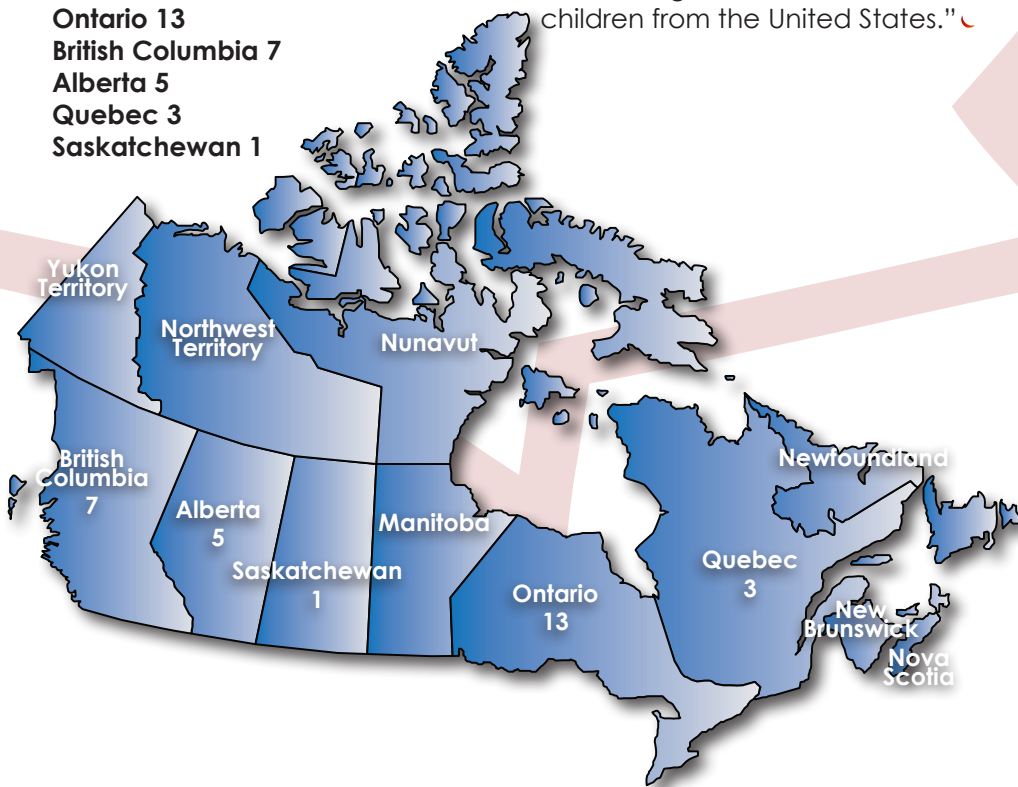 Ontario 13
British Columbia 7
Alberta 5
Quebec 3
Saskatchewan 1
children from the United States.”
Yukon
Territory
Northwest
Territory
Nunavut
British
Columbia
7
Alberta
5
Saskatchewan
1
Manitoba
Ontario
13
Quebec
3
Newfoundland
New
Brunswick
Nova
Scotia